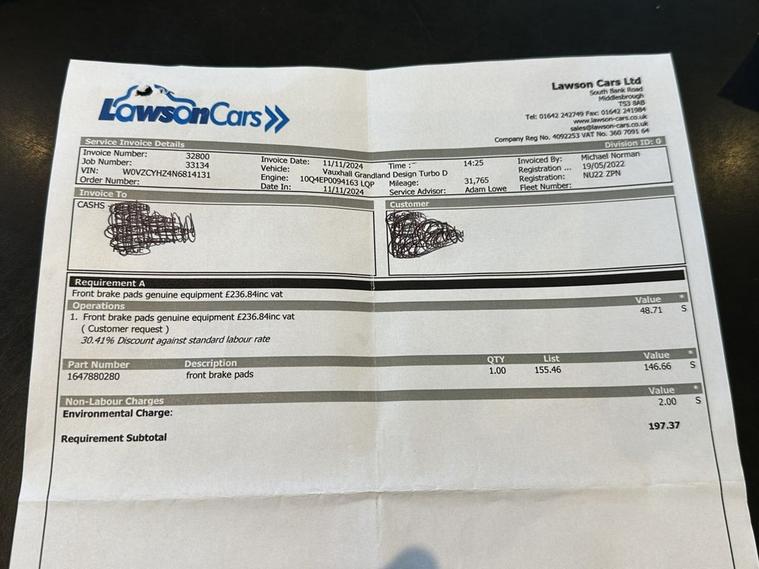 LawsonCars
Lawson Cars Ltd
South Bank Road
Middlesbrough
TS3 8AB
Tel: 01642 242749 Fax: 01642 241984
www.lawson-cars.co.uk
sales@lawson-cars.co.uk
Company Reg No. 4092253 VAT No. 360 7091 64
Service Invoice Details Division ID: 0
Invoice Number: 32800 Invoice Date: 11/11/2024 Time : 14:25 Invoiced By: Michael Norman
Job Number: 33134 Vehicle: Vauxhall Grandland Design Turbo D Registration ... 19/05/2022
VIN: W0VZCYHZ4N6814131 Engine: 10Q4EP0094163 LQP Mileage: 31,765 Registration: NU22 ZPN
Order Number: Date In: 11/11/2024 Service Advisor: Adam Lowe Fleet Number:
Invoice To Customer
CASHS
Requirement A
Front brake pads genuine equipment £236.84inc vat
Operations Value *
1. Front brake pads genuine equipment £236.84inc vat 48.71 S
( Customer request )
30.41% Discount against standard labour rate
Part Number Description QTY List Value *
1647880280 front brake pads 1.00 155.46 146.66 S
Non-Labour Charges Value *
Environmental Charge: 2.00 S
Requirement Subtotal 197.37